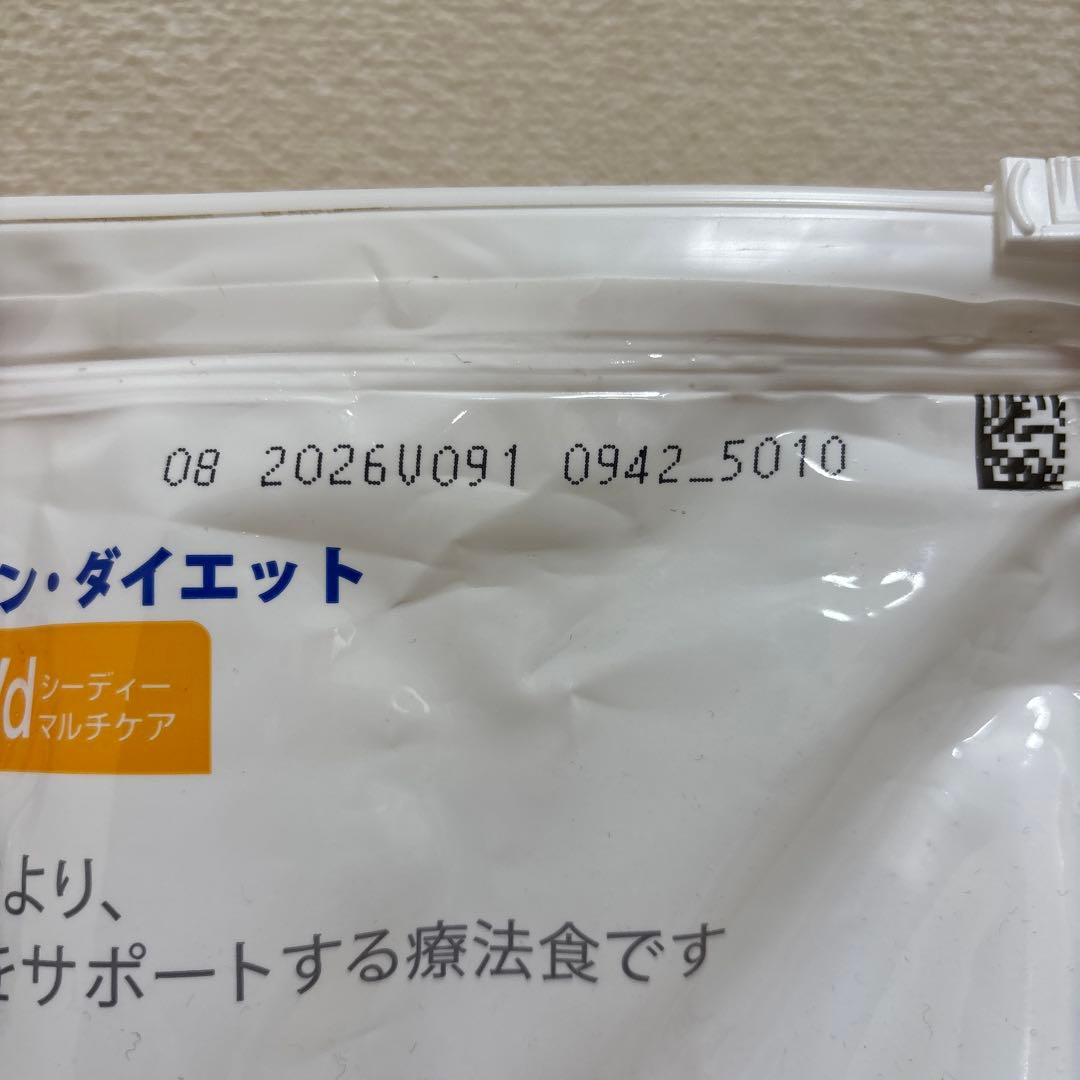 08 2026V091 0942_5010
ン・ダイエット
/d シーディー
マルチケア
より、
をサポートする療法食です